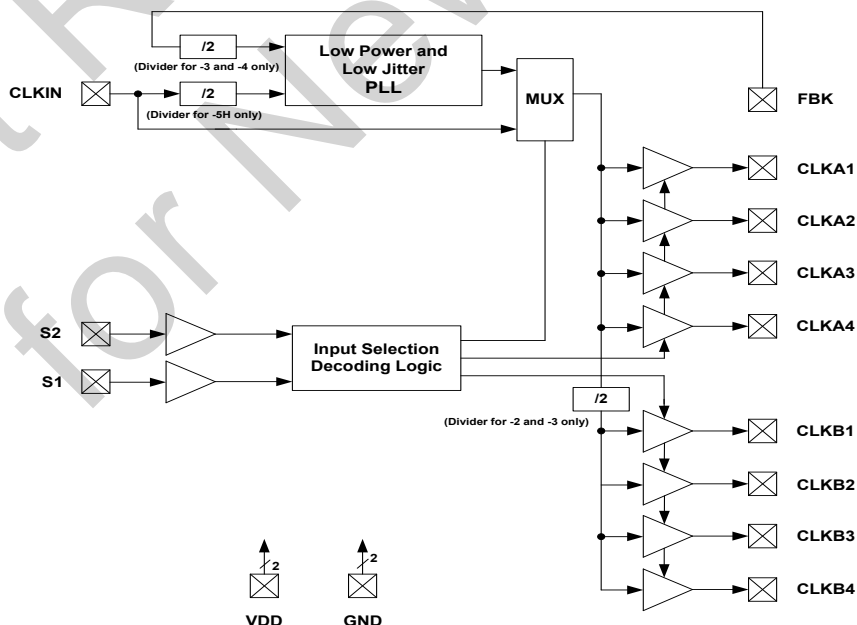 /2
Low Power and
Low Jitter
PLL
(Divider for -3 and -4 only)
CLKIN
/2
MUX
FBK
(Divider for -5H only)
CLKA1
CLKA2
CLKA3
CLKA4
S2
S1
Input Selection
Decoding Logic
/2
(Divider for -2 and -3 only)
CLKB1
CLKB2
CLKB3
CLKB4
2
2
VDD
GND
for New